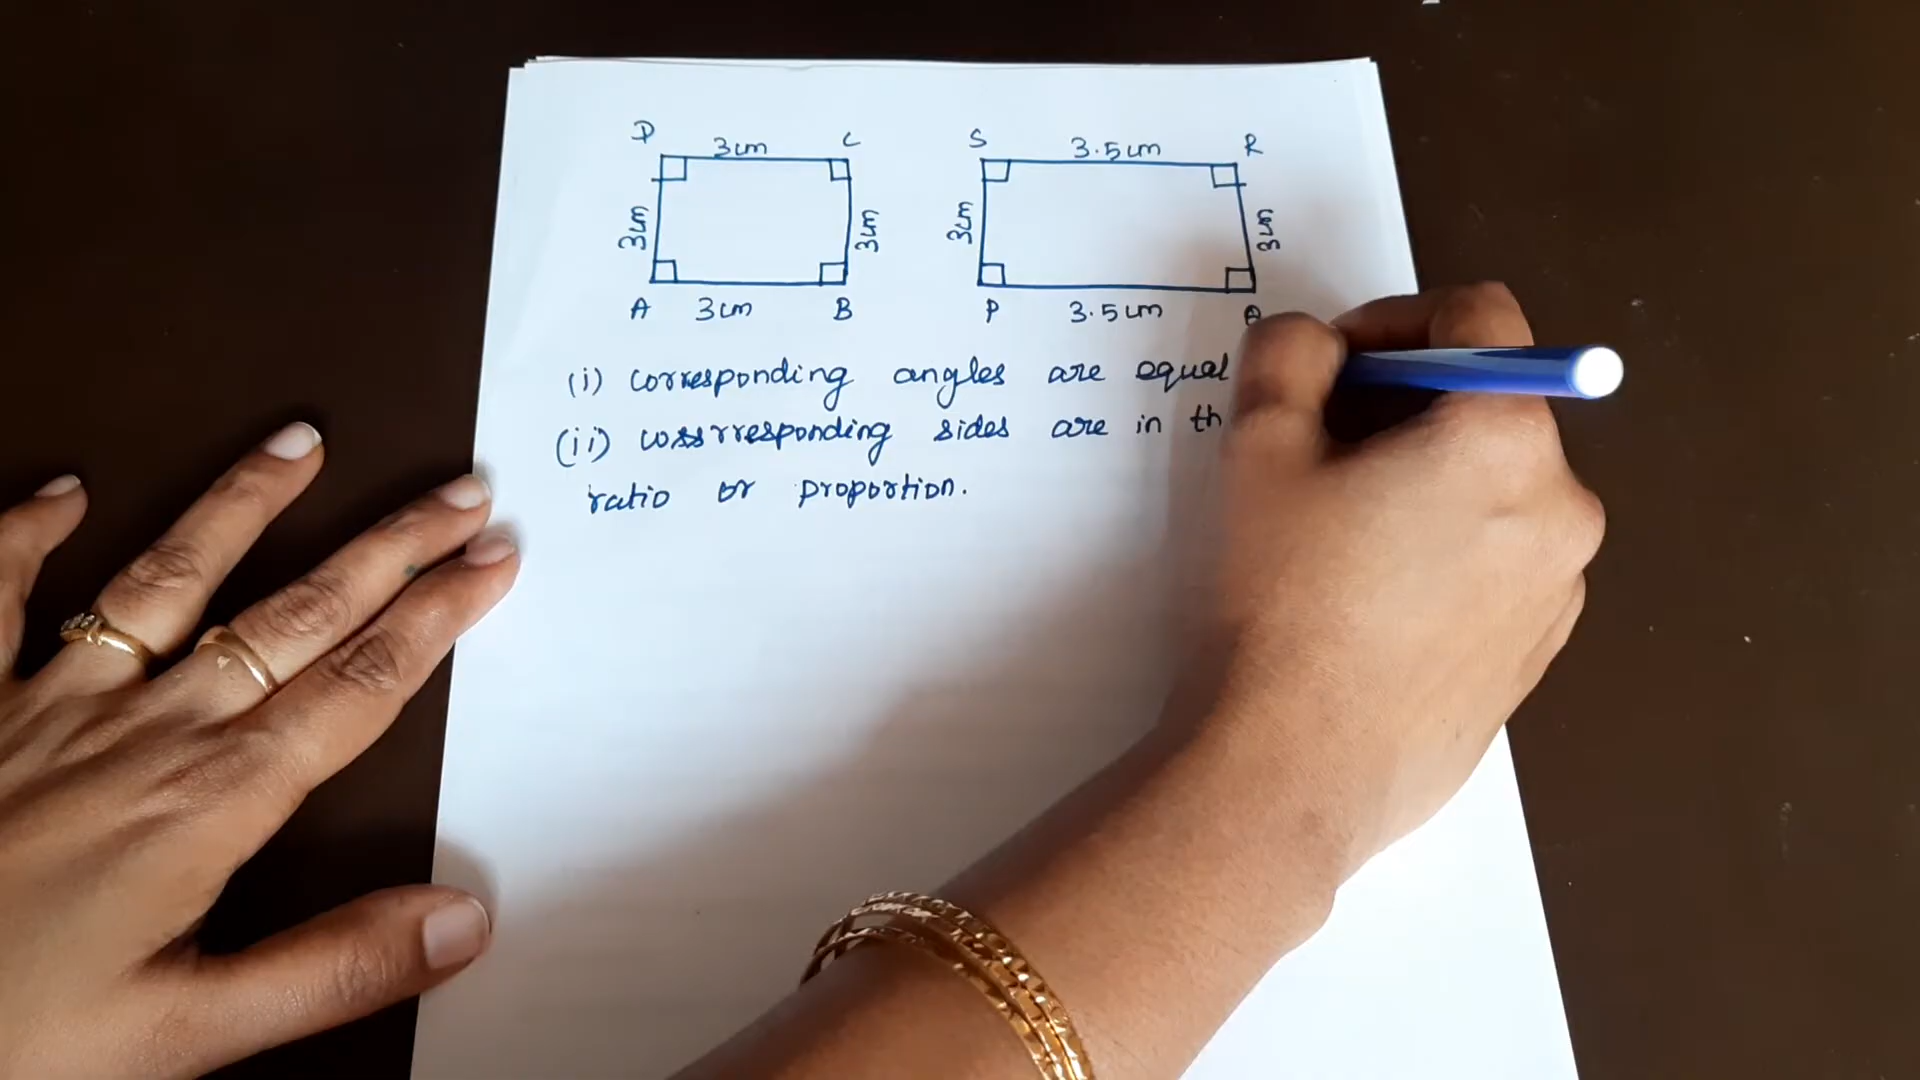 D 3cm C S 3.5cm R
3cm 3cm 3cm 3cm
A 3cm B P 3.5cm Q
(i) corresponding angles are equal
(ii) corresponding sides are in th
ratio or proportion.